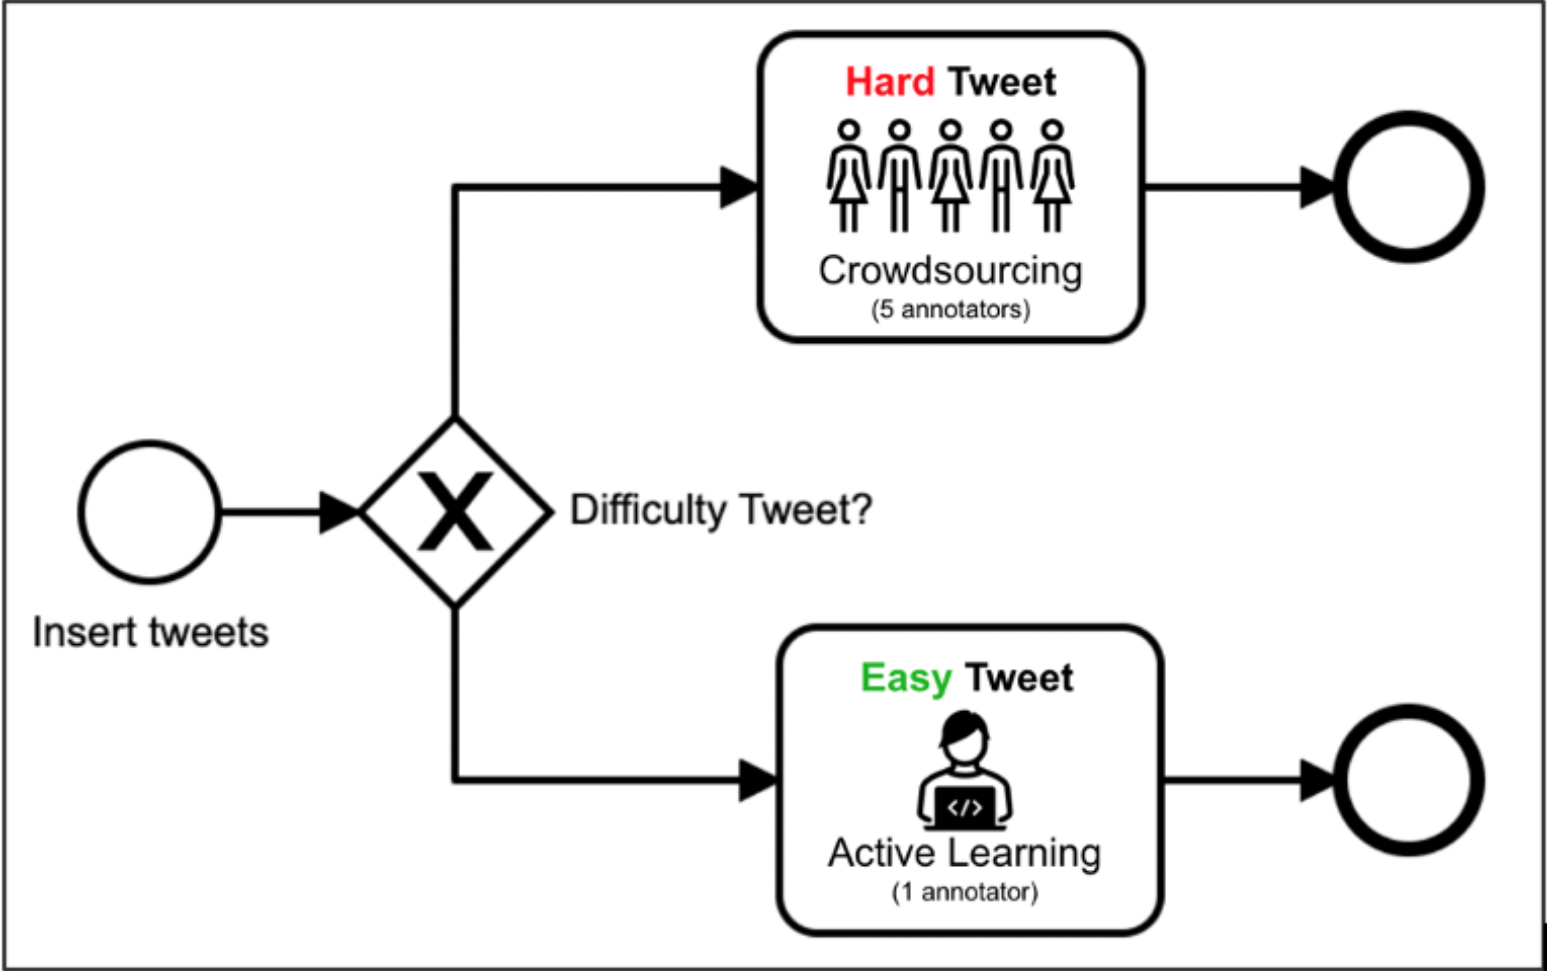 Hard Tweet
Crowdsourcing
(5 annotators)
X
Difficulty Tweet?
Insert tweets
Easy Tweet
</>
Active Learning
(1 annotator)